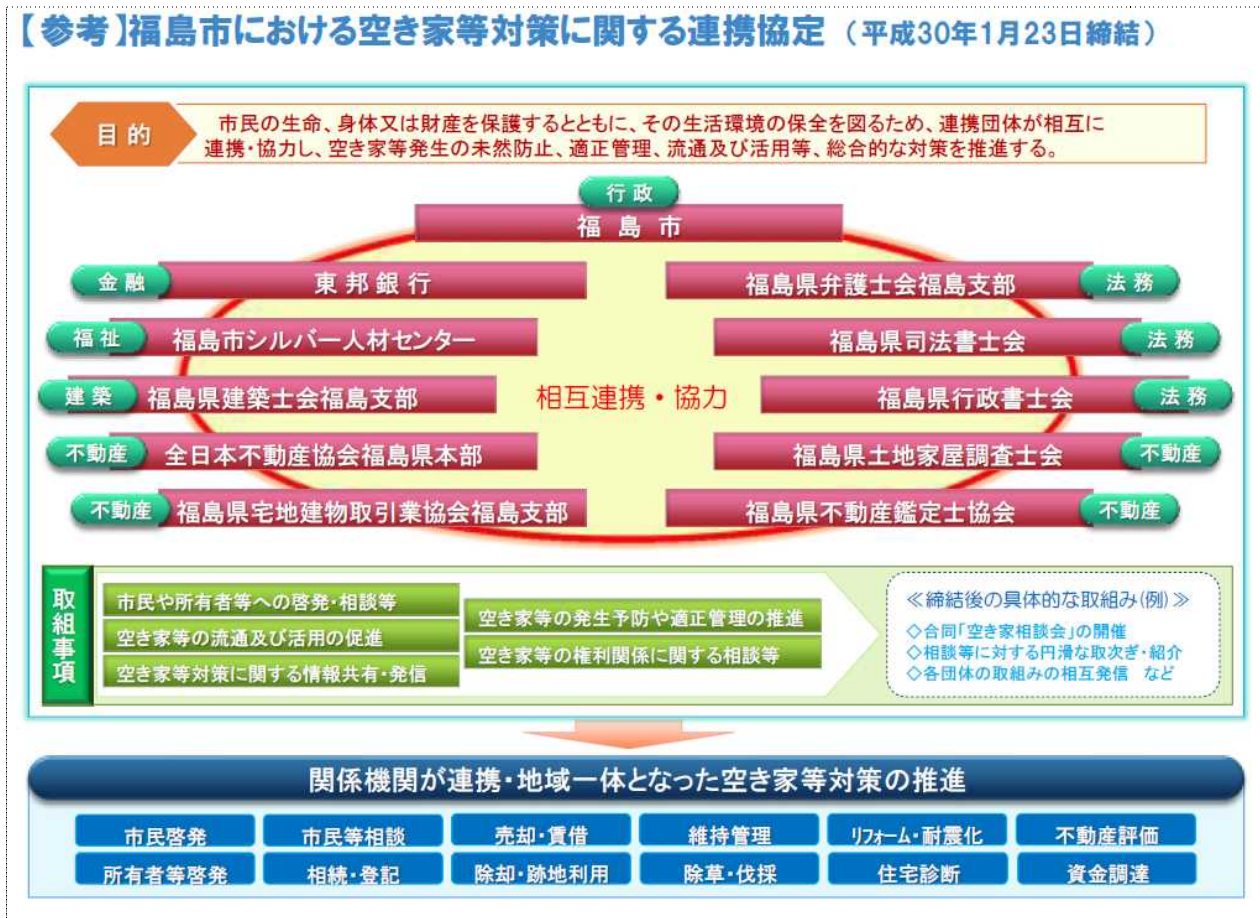 【参考】福島市における空き家等対策に関する連携協定（平成30年1月23日締結）
目的
市民の生命、身体又は財産を保護するとともに、その生活環境の保全を図るため、連携団体が相互に
連携・協力し、空き家等発生の未然防止、適正管理、流通及び活用等、総合的な対策を推進する。
行政
福島市
金融
東邦銀行
福島県弁護士会福島支部
法務
福祉
福島市シルバー人材センター
福島県司法書士会
法務
建築
福島県建築士会福島支部
相互連携・協力
福島県行政書士会
法務
不動産
全日本不動産協会福島県本部
福島県土地家屋調査士会
不動産
不動産
福島県宅地建物取引業協会福島支部
福島県不動産鑑定士協会
不動産
取組事項
市民や所有者等への啓発・相談等
空き家等の流通及び活用の促進
空き家等対策に関する情報共有・発信
空き家等の発生予防や適正管理の推進
空き家等の権利関係に関する相談等
≪締結後の具体的な取組み(例)≫
◇合同「空き家相談会」の開催
◇相談等に対する円滑な取次ぎ・紹介
◇各団体の取組みの相互発信 など
関係機関が連携・地域一体となった空き家等対策の推進
市民啓発
市民等相談
売却・賃借
維持管理
リフォーム・耐震化
不動産評価
所有者等啓発
相続・登記
除却・跡地利用
除草・伐採
住宅診断
資金調達